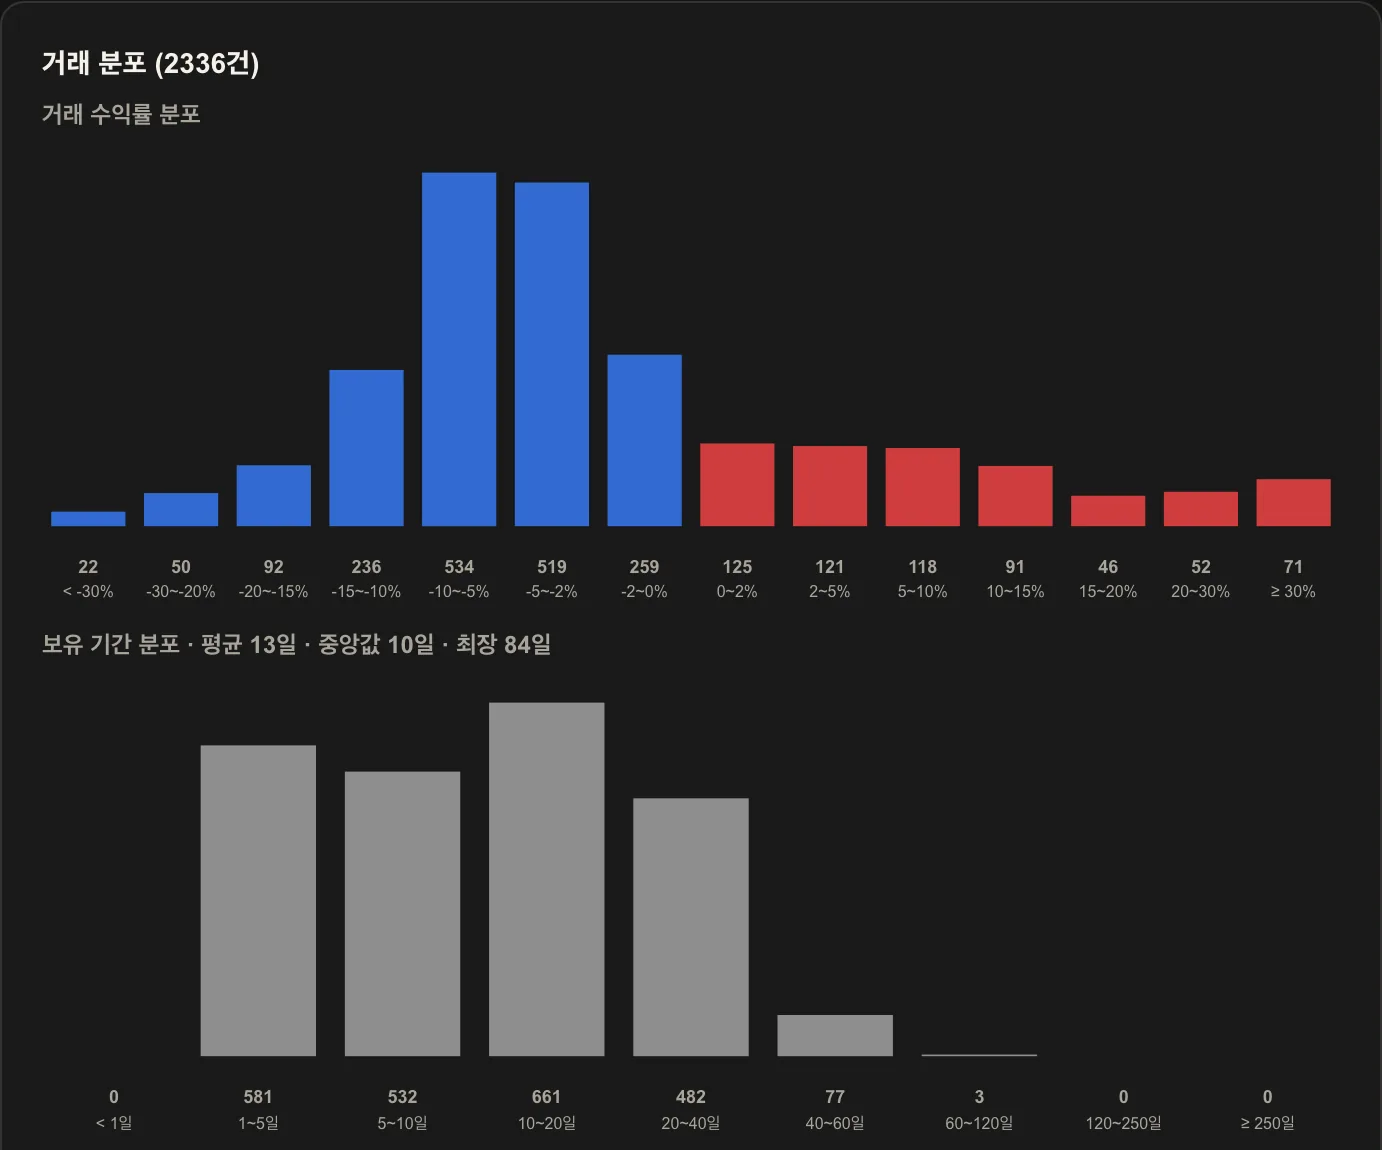 거래 분포 (2336건)
거래 수익률 분포
22 50 92 236 534 519 259 125 121 118 91 46 52 71
< -30% -30~-20% -20~-15% -15~-10% -10~-5% -5~-2% -2~0% 0~2% 2~5% 5~10% 10~15% 15~20% 20~30% ≥ 30%
보유 기간 분포 · 평균 13일 · 중앙값 10일 · 최장 84일
0 581 532 661 482 77 3 0 0
< 1일 1~5일 5~10일 10~20일 20~40일 40~60일 60~120일 120~250일 ≥ 250일